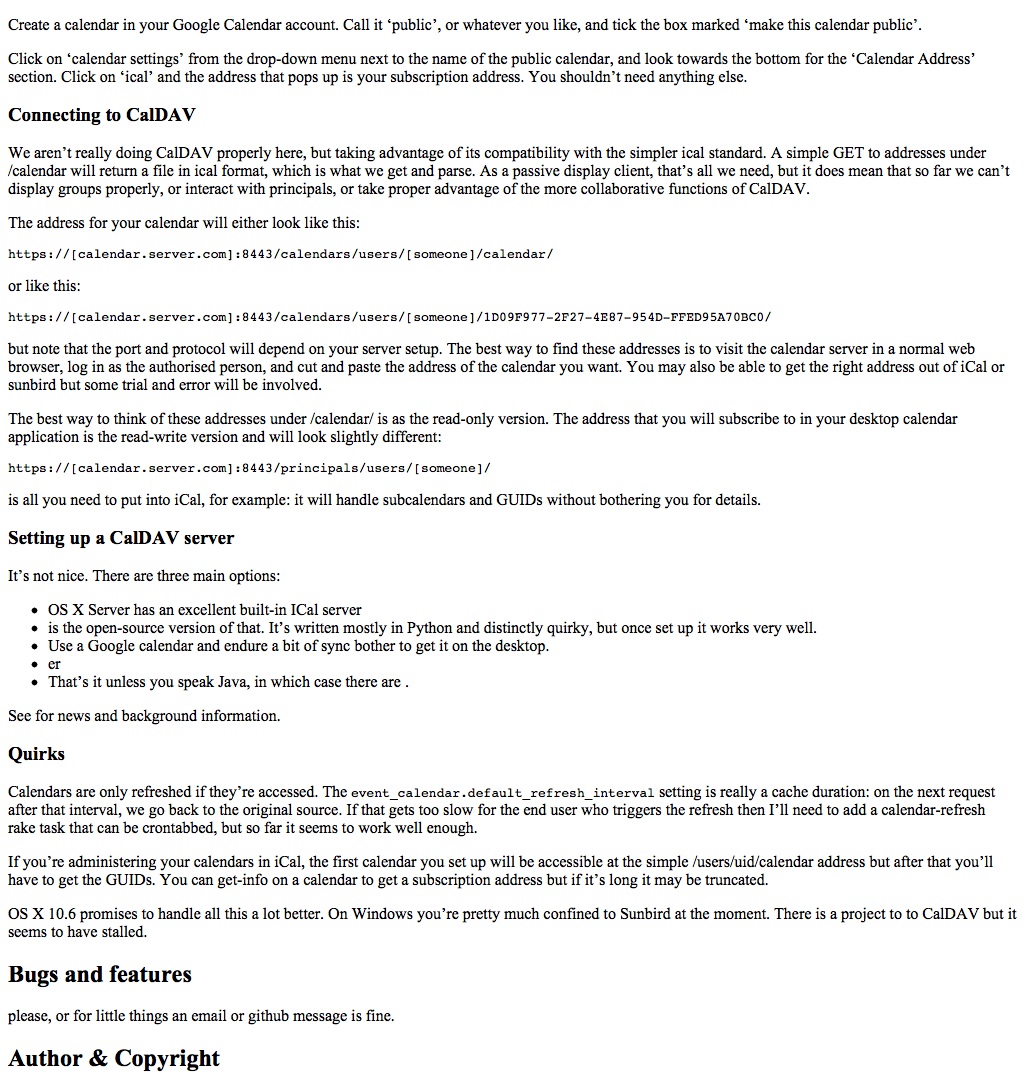 Create a calendar in your Google Calendar account. Call it ‘public’, or whatever you like, and tick the box marked ‘make this calendar public’.
Click on ‘calendar settings’ from the drop-down menu next to the name of the public calendar, and look towards the bottom for the ‘Calendar Address’
section. Click on ‘ical’ and the address that pops up is your subscription address. You shouldn’t need anything else.
Connecting to CalDAV
We aren’t really doing CalDAV properly here, but taking advantage of its compatibility with the simpler ical standard. A simple GET to addresses under
/calendar will return a file in ical format, which is what we get and parse. As a passive display client, that’s all we need, but it does mean that so far we can’t
display groups properly, or interact with principals, or take proper advantage of the more collaborative functions of CalDAV.
The address for your calendar will either look like this:
https://[calendar.server.com]:8443/calendars/users/[someone]/calendar/
or like this:
https://[calendar.server.com]:8443/calendars/users/[someone]/1D09F977-2F27-4E87-954D-FFED95A70BC0/
but note that the port and protocol will depend on your server setup. The best way to find these addresses is to visit the calendar server in a normal web
browser, log in as the authorised person, and cut and paste the address of the calendar you want. You may also be able to get the right address out of iCal or
sunbird but some trial and error will be involved.
The best way to think of these addresses under /calendar/ is as the read-only version. The address that you will subscribe to in your desktop calendar
application is the read-write version and will look slightly different:
https://[calendar.server.com]:8443/principals/users/[someone]/
is all you need to put into iCal, for example: it will handle subcalendars and GUIDs without bothering you for details.
Setting up a CalDAV server
It’s not nice. There are three main options:
• OS X Server has an excellent built-in ICal server
• is the open-source version of that. It’s written mostly in Python and distinctly quirky, but once set up it works very well.
• Use a Google calendar and endure a bit of sync bother to get it on the desktop.
• er
• That’s it unless you speak Java, in which case there are .
See for news and background information.
Quirks
Calendars are only refreshed if they’re accessed. The event_calendar.default_refresh_interval setting is really a cache duration: on the next request
after that interval, we go back to the original source. If that gets too slow for the end user who triggers the refresh then I’ll need to add a calendar-refresh
rake task that can be crontabbed, but so far it seems to work well enough.
If you’re administering your calendars in iCal, the first calendar you set up will be accessible at the simple /users/uid/calendar address but after that you’ll
have to get the GUIDs. You can get-info on a calendar to get a subscription address but if it’s long it may be truncated.
OS X 10.6 promises to handle all this a lot better. On Windows you’re pretty much confined to Sunbird at the moment. There is a project to to CalDAV but it
seems to have stalled.
Bugs and features
please, or for little things an email or github message is fine.
Author & Copyright